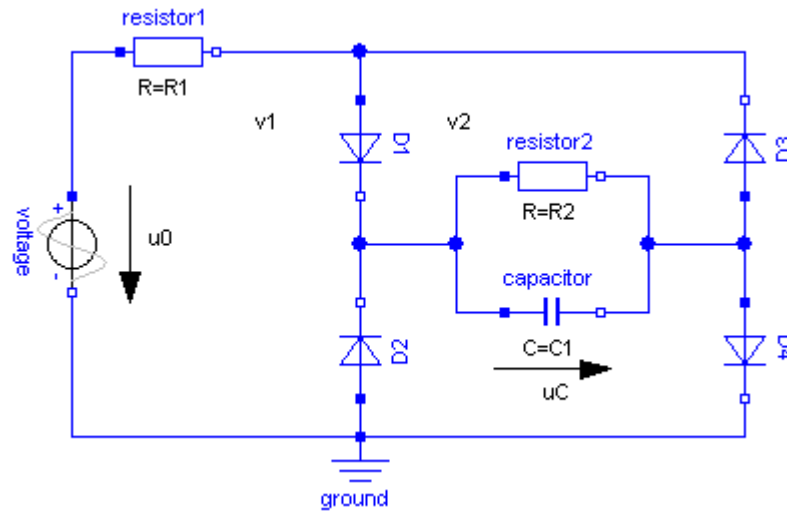 resistor1
R=R1
v1
D1
v2
resistor2
R=R2
D3
voltage
+
-
u0
capacitor
C=C1
uC
D2
D4
ground